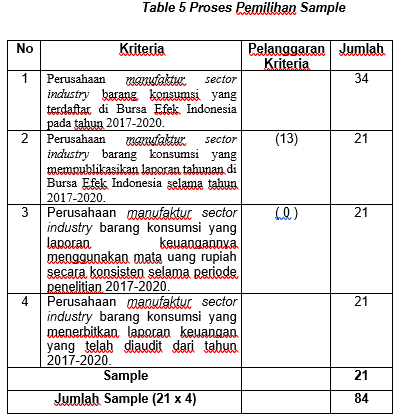 Table 5 Proses Pemilihan Sample
No Kriteria Pelanggaran Kriteria Jumlah
1 Perusahaan manufaktur sector 34
industry barang konsumsi yang
terdaftar di Bursa Efek Indonesia
pada tahun 2017-2020.
2 Perusahaan manufaktur sector (13) 21
industry barang konsumsi yang
mempublikasikan laporan tahunan di
Bursa Efek Indonesia selama tahun
2017-2020.
3 Perusahaan manufaktur sector ( 0 ) 21
industry barang konsumsi yang
laporan keuangannya
menggunakan mata uang rupiah
secara konsisten selama periode
penelitian 2017-2020.
4 Perusahaan manufaktur sector 21
industry barang konsumsi yang
menerbitkan laporan keuangan
yang telah diaudit dari tahun
2017-2020.
Sample 21
Jumlah Sample (21 x 4) 84